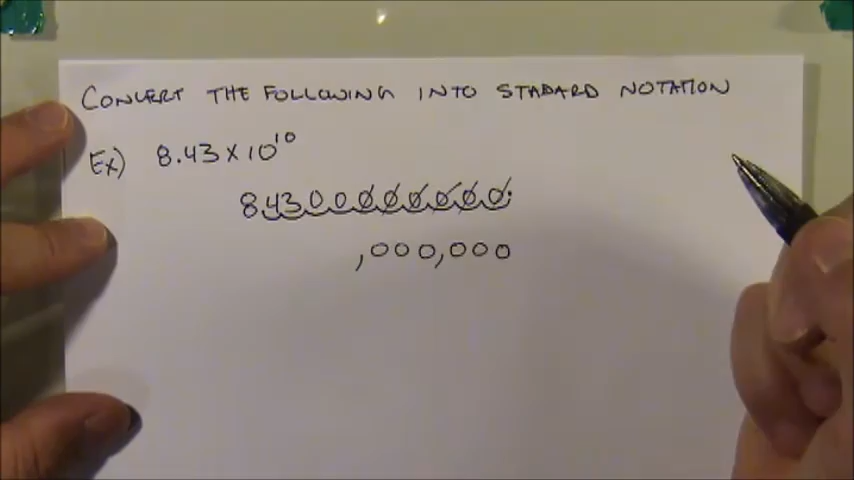 CONVERT THE FOLLOWING INTO STADARD NOTATION
Ex) 8.43 x 10¹⁰
84300000000.
,000,000